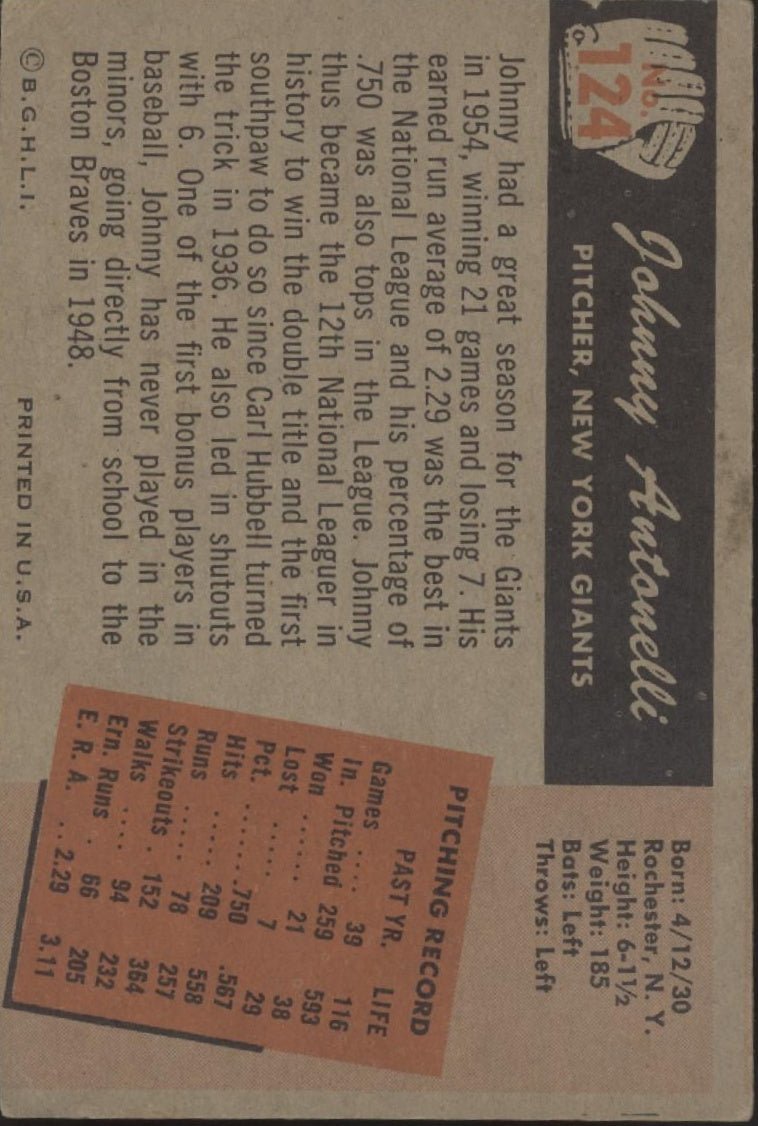 No.
124
Johnny Antonelli
PITCHER, NEW YORK GIANTS
Born: 4/12/30
Rochester, N. Y.
Height: 6-1½
Weight: 185
Bats: Left
Throws: Left
Johnny had a great season for the Giants
in 1954, winning 21 games and losing 7. His
earned run average of 2.29 was the best in
the National League and his percentage of
.750 was also tops in the League. Johnny
thus became the 12th National Leaguer in
history to win the double title and the first
southpaw to do so since Carl Hubbell turned
the trick in 1936. He also led in shutouts
with 6. One of the first bonus players in
baseball, Johnny has never played in the
minors, going directly from school to the
Boston Braves in 1948.
PITCHING RECORD
PAST YR. LIFE
Games .... 39 116
In. Pitched 259 593
Won ...... 21 38
Lost ...... 7 29
Pct. .......750 .567
Hits ..... 209 558
Runs ..... 78 257
Strikeouts . 152 364
Walks .... 94 232
Ern. Runs . 66 205
E. R. A. .. 2.29 3.11
© B.G.H.L.I.
PRINTED IN U.S.A.